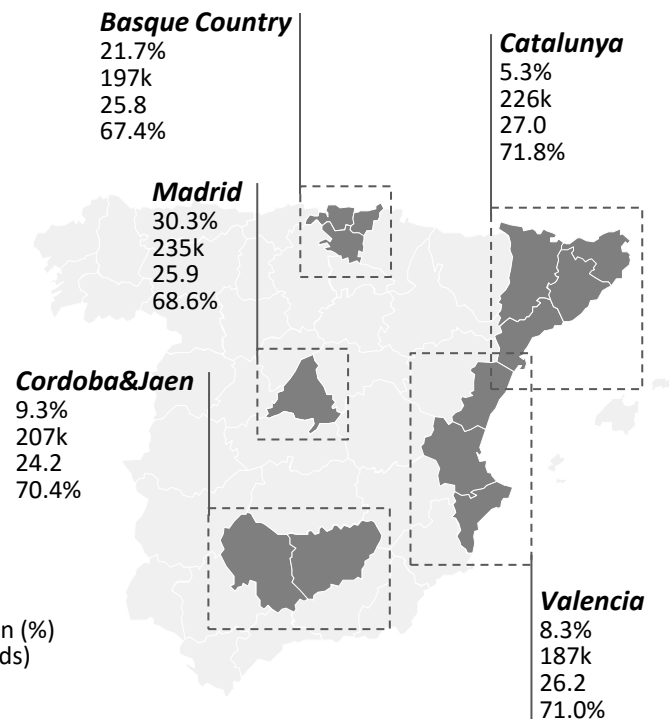 Basque Country
21.7%
197k
25.8
67.4%
Catalunya
5.3%
226k
27.0
71.8%
Madrid
30.3%
235k
25.9
68.6%
Cordoba&Jaen
9.3%
207k
24.2
70.4%
Valencia
8.3%
187k
26.2
71.0%
(%)